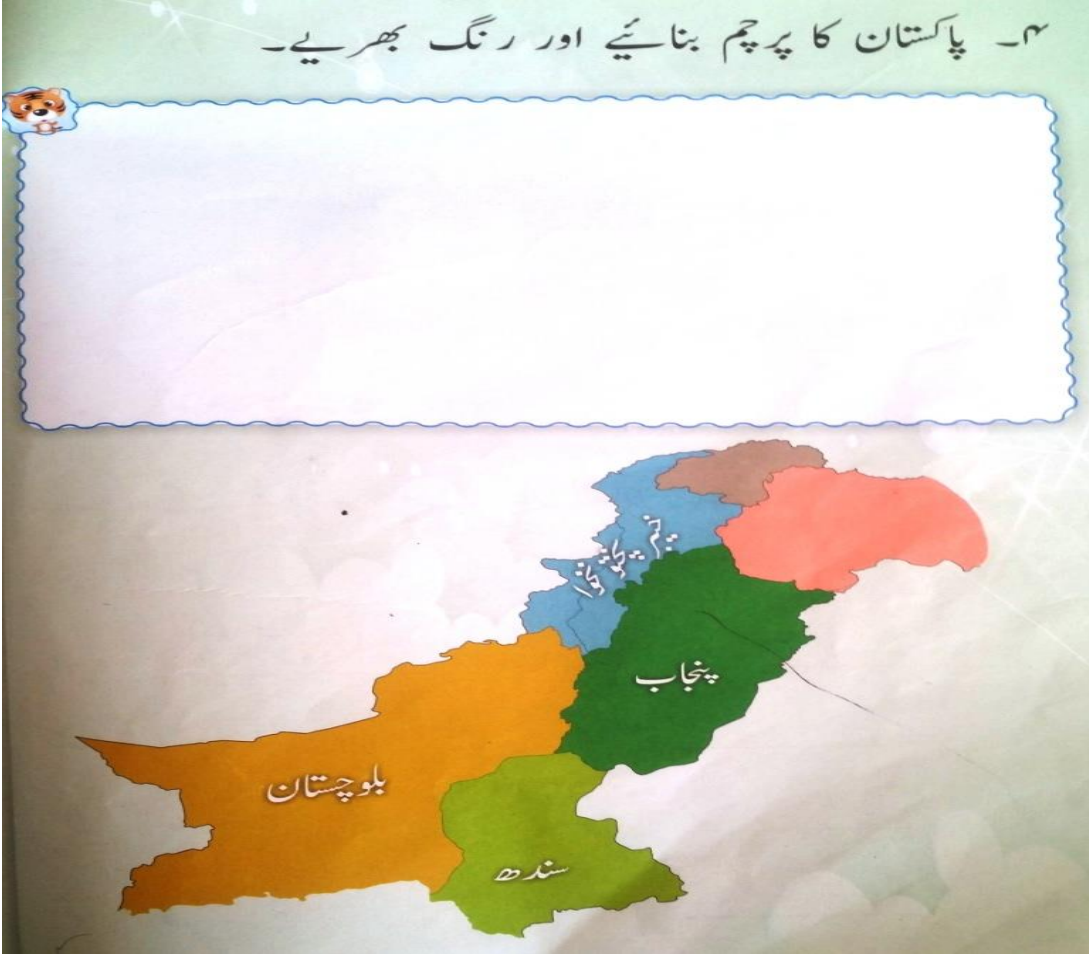 ۴۔ پاکستان کا پرچم بنائیے اور رنگ بھریے۔
خیبر پختونخوا
پنجاب
بلوچستان
سندھ